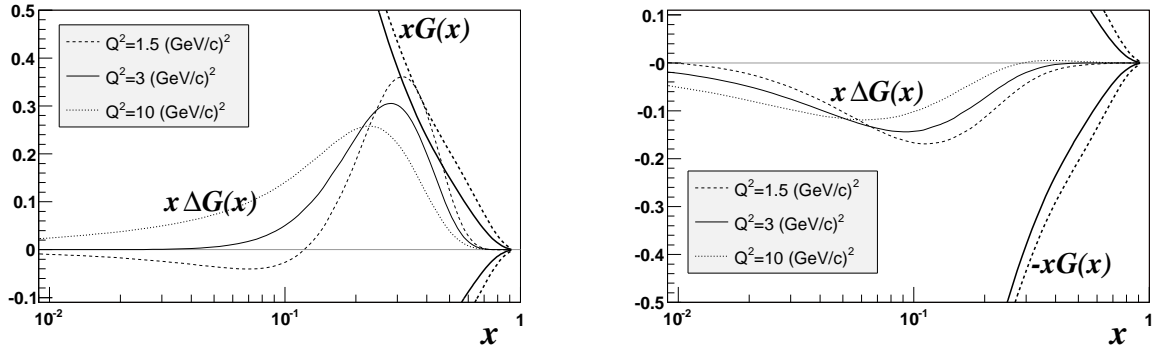 0.5
0.4
0.3
0.2
0.1
0
-0.1
Q²=1.5 (GeV/c)²
Q²=3 (GeV/c)²
Q²=10 (GeV/c)²
xG(x)
x ΔG(x)
10⁻² 10⁻¹ 1
x
0.1
-0
-0.1
-0.2
-0.3
-0.4
-0.5
x ΔG(x)
Q²=1.5 (GeV/c)²
Q²=3 (GeV/c)²
Q²=10 (GeV/c)²
-xG(x)
10⁻² 10⁻¹ 1
x